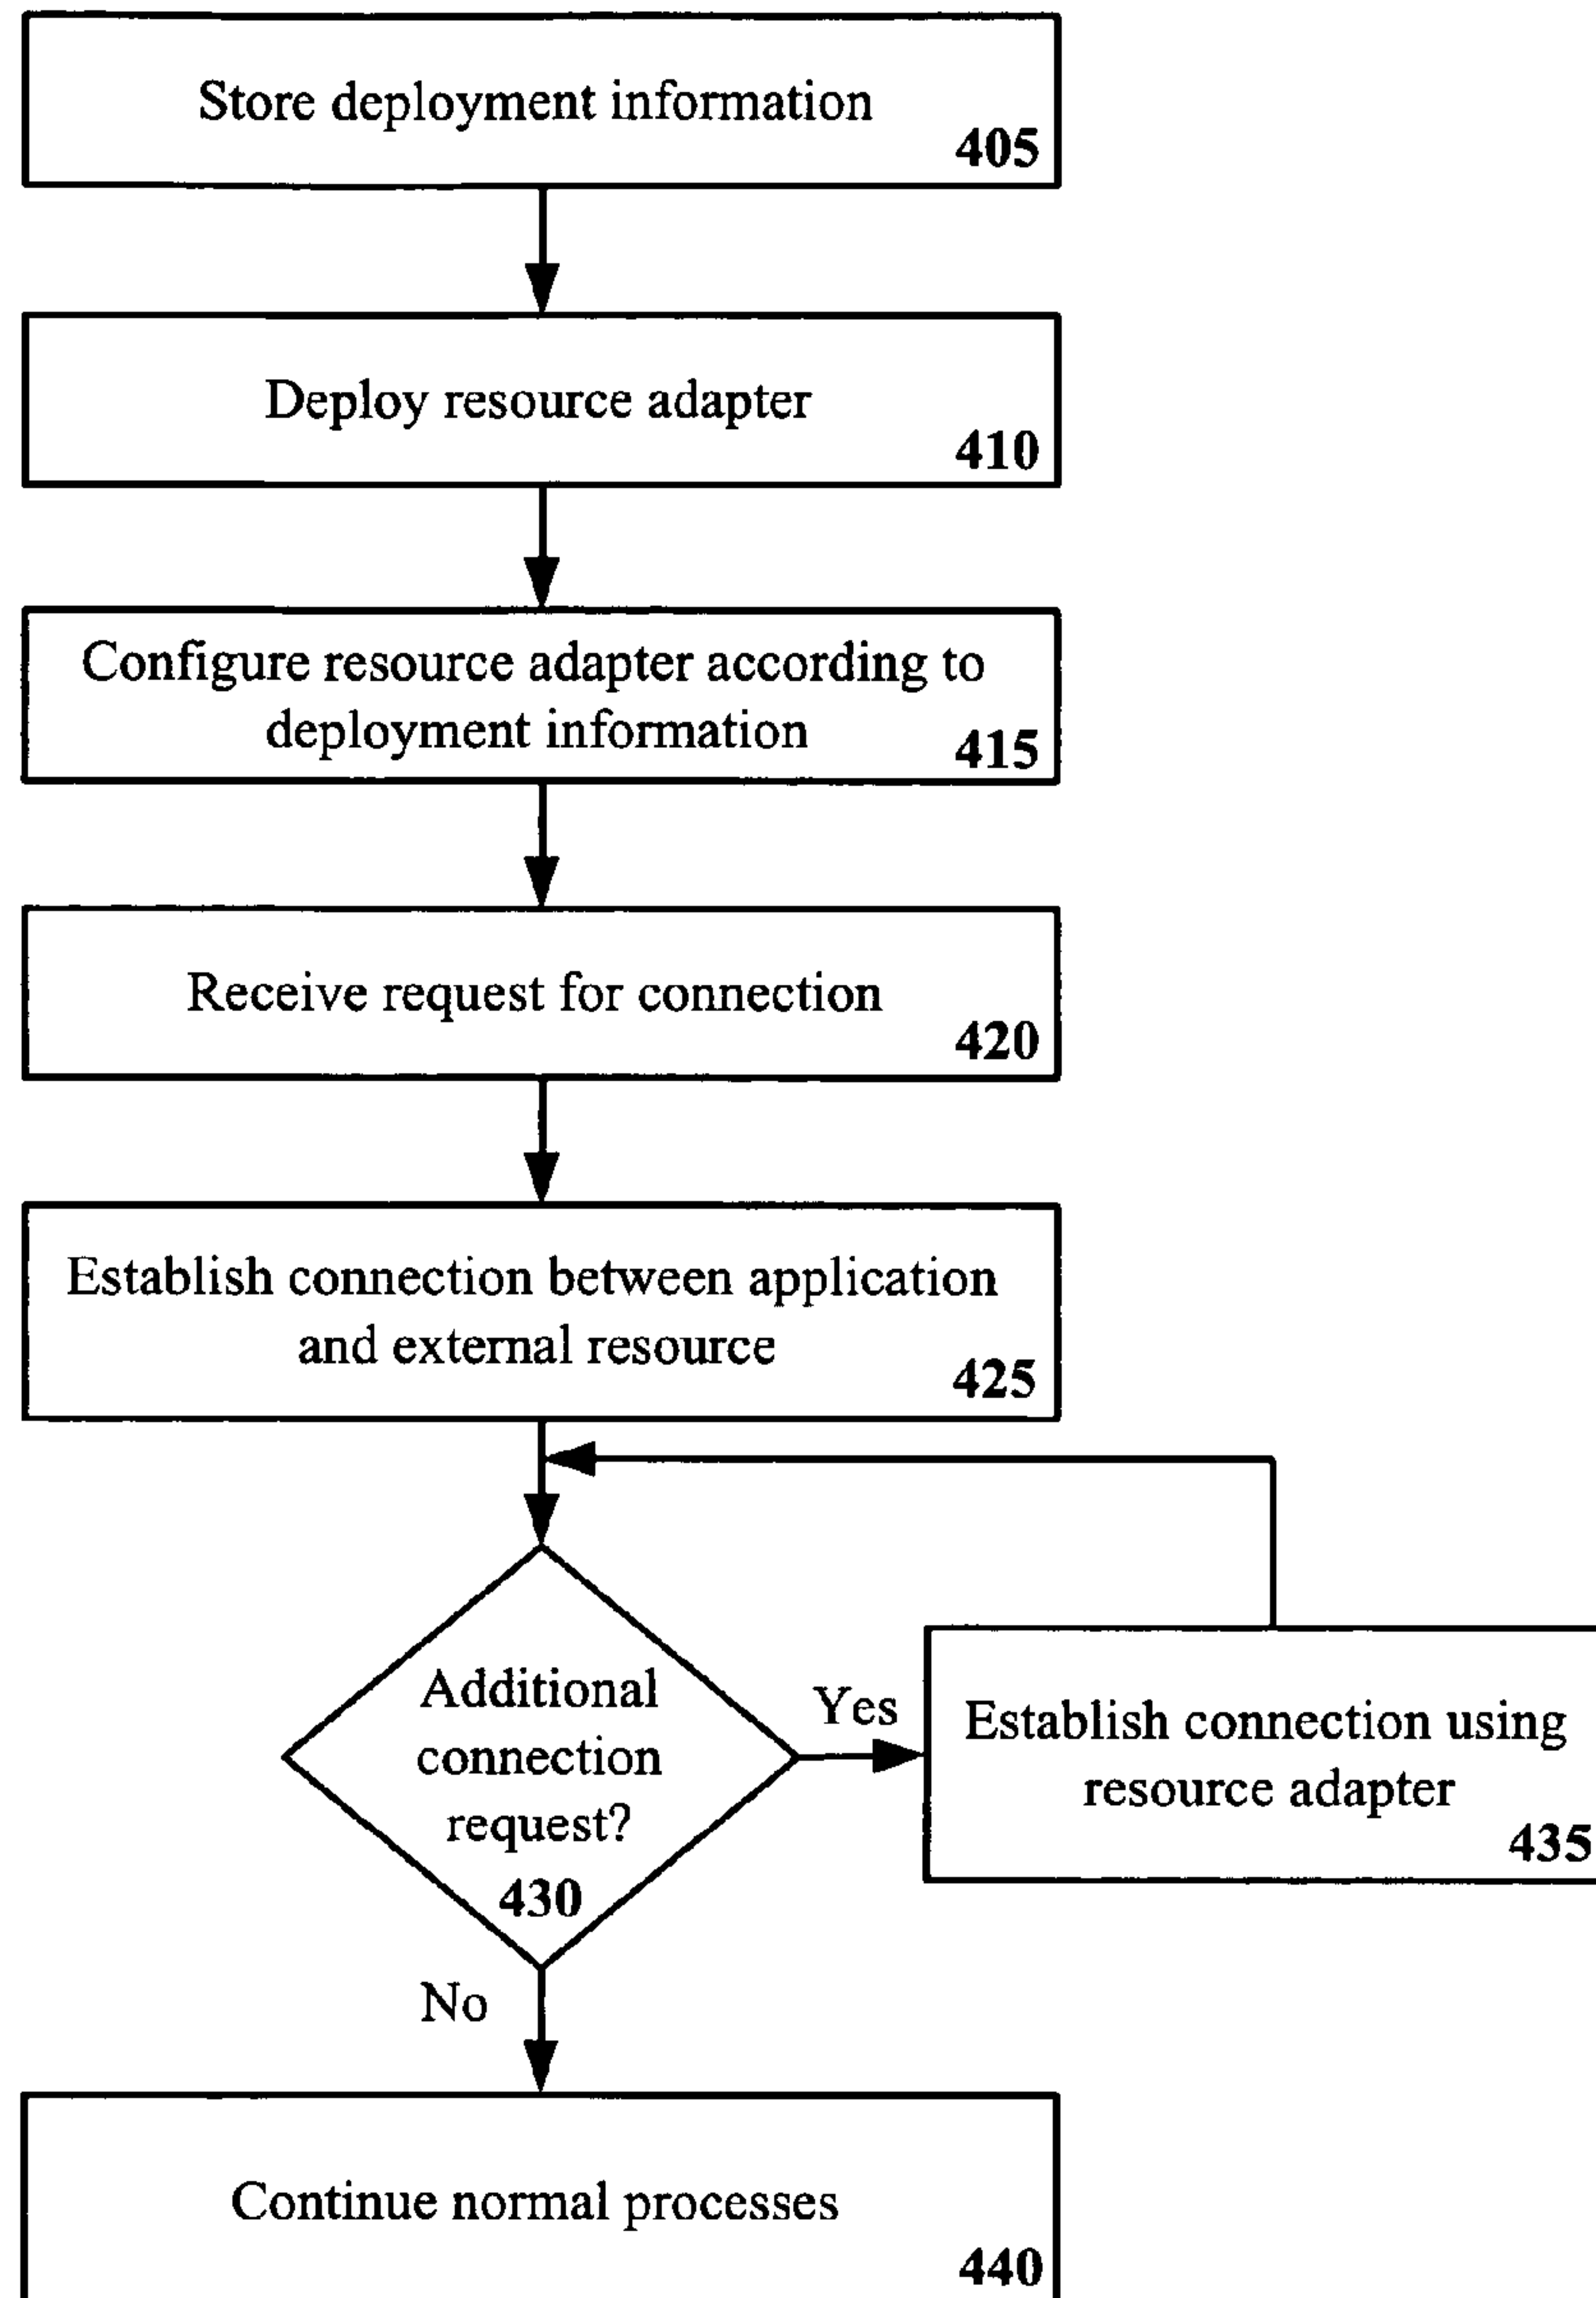 Store deployment information
405
Deploy resource adapter
410
Configure resource adapter according to
deployment information
415
Receive request for connection
420
Establish connection between application
and external resource
425
Additional
connection
request?
430
Yes
Establish connection using
resource adapter
435
No
Continue normal processes
440